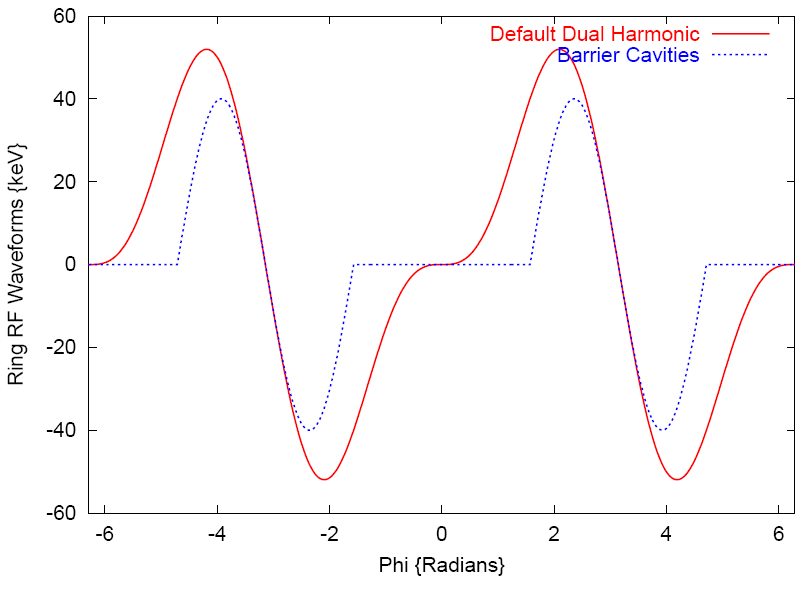 60
Default Dual Harmonic
Barrier Cavities
40
20
0
-20
-40
-60
Ring RF Waveforms {keV}
-6 -4 -2 0 2 4 6
Phi {Radians}